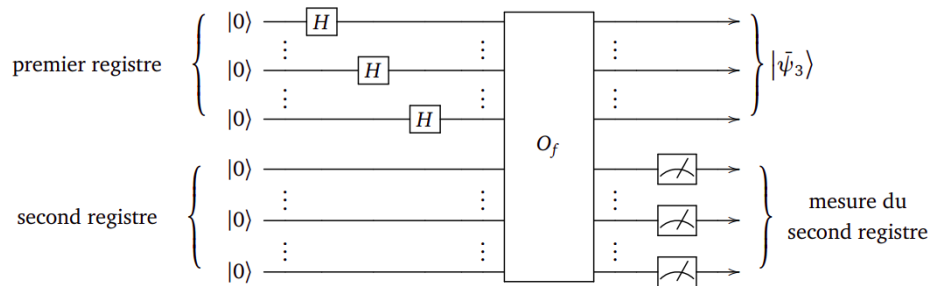 |0⟩ H
premier registre |0⟩ H |ψ̄₃⟩
|0⟩ H
O_f
|0⟩
second registre |0⟩ mesure du
second registre
|0⟩